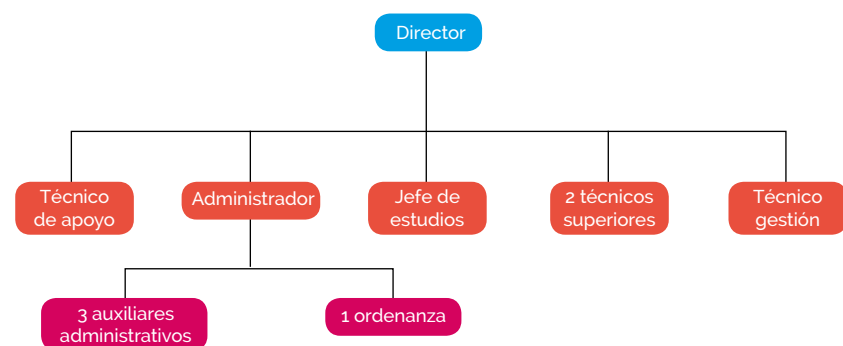 Director
Técnico
de apoyo
Administrador
Jefe de
estudios
2 técnicos
superiores
Técnico
gestión
3 auxiliares
administrativos
1 ordenanza